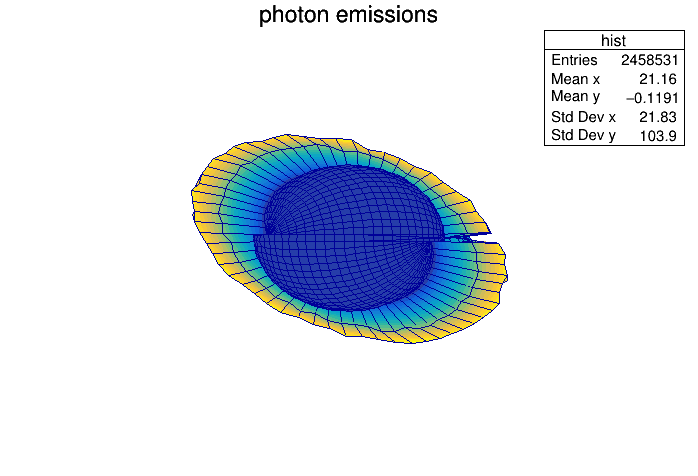 photon emissions
hist
Entries 2458531
Mean x 21.16
Mean y −0.1191
Std Dev x 21.83
Std Dev y 103.9